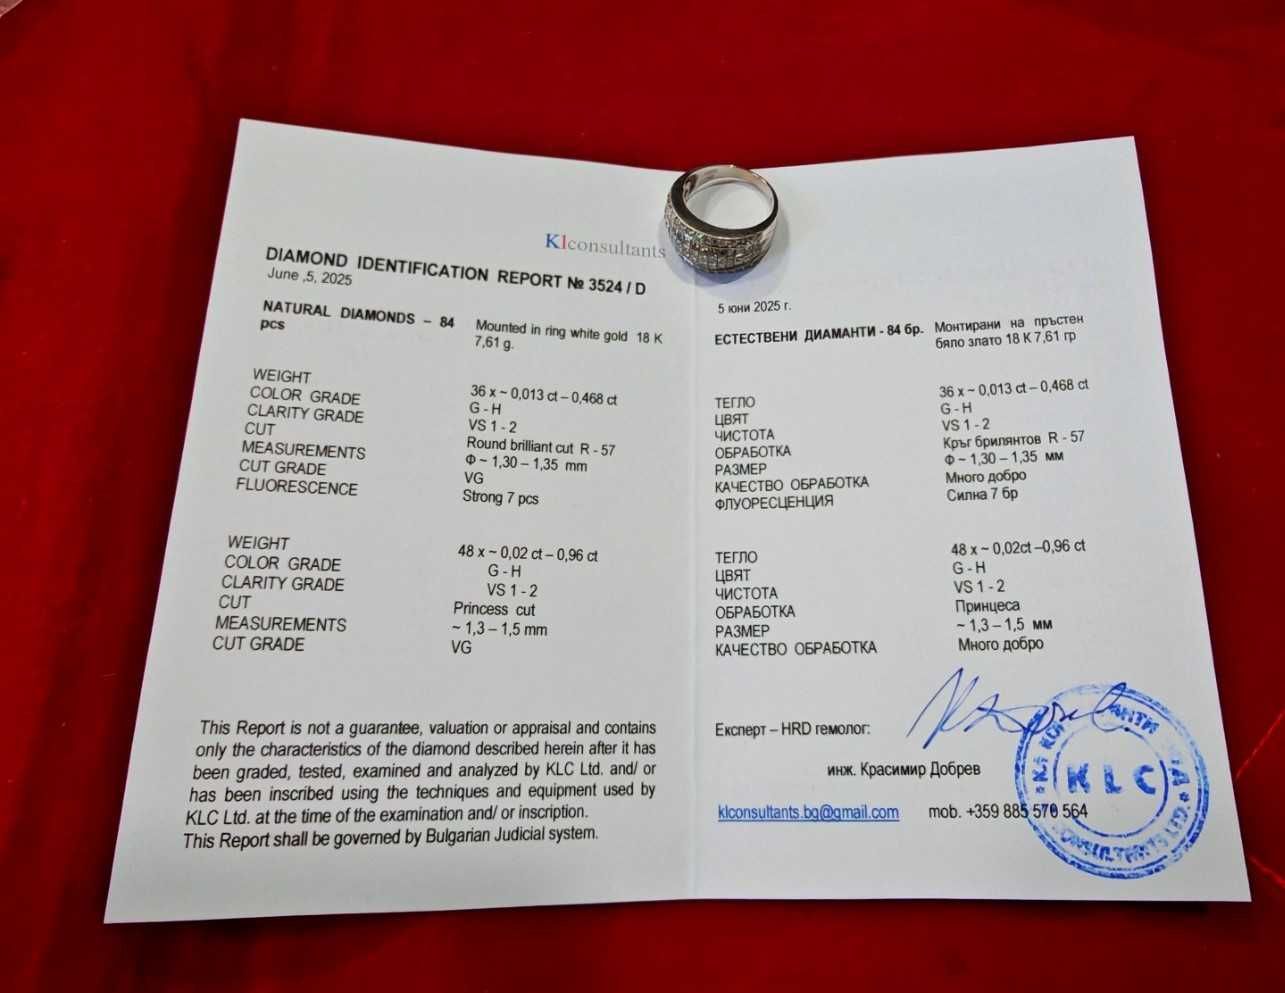 Klconsultants
DIAMOND IDENTIFICATION REPORT № 3524 / D
June ,5, 2025
NATURAL DIAMONDS – 84
pcs
Mounted in ring white gold 18 K
7,61 g.
WEIGHT 36 x ~ 0,013 ct – 0,468 ct
COLOR GRADE G - H
CLARITY GRADE VS 1 - 2
CUT Round brilliant cut R - 57
MEASUREMENTS Ф ~ 1,30 – 1,35 mm
CUT GRADE VG
FLUORESCENCE Strong 7 pcs
WEIGHT 48 x ~ 0,02 ct – 0,96 ct
COLOR GRADE G - H
CLARITY GRADE VS 1 - 2
CUT Princess cut
MEASUREMENTS ~ 1,3 – 1,5 mm
CUT GRADE VG
This Report is not a guarantee, valuation or appraisal and contains
only the characteristics of the diamond described herein after it has
been graded, tested, examined and analyzed by KLC Ltd. and/ or
has been inscribed using the techniques and equipment used by
KLC Ltd. at the time of the examination and/ or inscription.
This Report shall be governed by Bulgarian Judicial system.
5 юни 2025 г.
ЕСТЕСТВЕНИ ДИАМАНТИ - 84 бр.
Монтирани на пръстен
бяло злато 18 К 7,61 гр
ТЕГЛО 36 x ~ 0,013 ct – 0,468 ct
ЦВЯТ G - H
ЧИСТОТА VS 1 - 2
ОБРАБОТКА Кръг брилянтов R - 57
РАЗМЕР Ф ~ 1,30 – 1,35 мм
КАЧЕСТВО ОБРАБОТКА Много добро
ФЛУОРЕСЦЕНЦИЯ Силна 7 бр
ТЕГЛО 48 x ~ 0,02ct –0,96 ct
ЦВЯТ G - H
ЧИСТОТА VS 1 - 2
ОБРАБОТКА Принцеса
РАЗМЕР ~ 1,3 – 1,5 мм
КАЧЕСТВО ОБРАБОТКА Много добро
Експерт – HRD гемолог:
инж. Красимир Добрев
klconsultants.bg@gmail.com mob. +359 885 570 564
KLC
LTD.